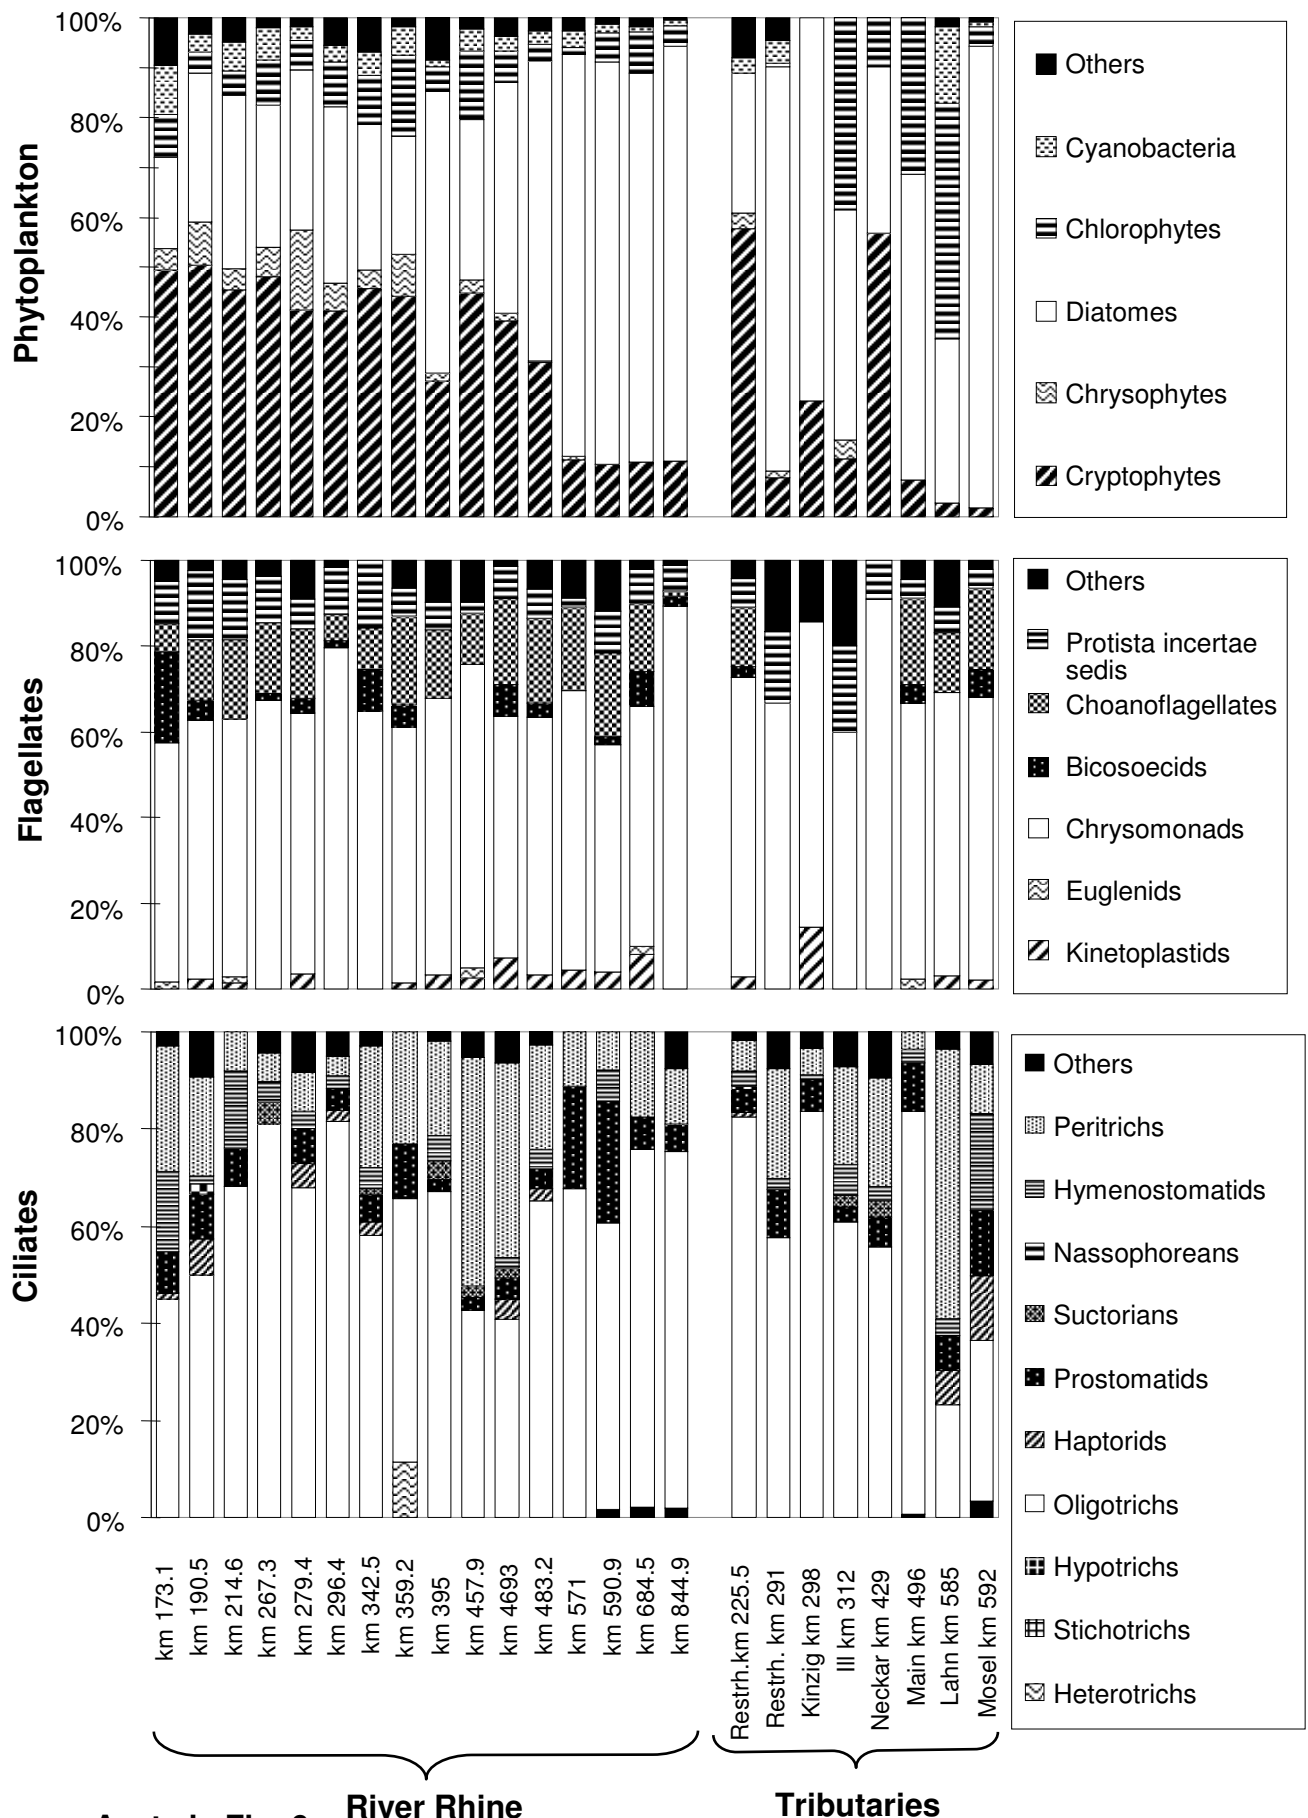 100%
80%
60%
40%
20%
0%
Phytoplankton
Others
Cyanobacteria
Chlorophytes
Diatomes
Chrysophytes
Cryptophytes
100%
80%
60%
40%
20%
0%
Flagellates
Others
Protista incertae
sedis
Choanoflagellates
Bicosoecids
Chrysomonads
Euglenids
Kinetoplastids
100%
80%
60%
40%
20%
0%
Ciliates
Others
Peritrichs
Hymenostomatids
Nassophoreans
Suctorians
Prostomatids
Haptorids
Oligotrichs
Hypotrichs
Stichotrichs
Heterotrichs
km 173.1
km 190.5
km 214.6
km 267.3
km 279.4
km 296.4
km 342.5
km 359.2
km 395
km 457.9
km 4693
km 483.2
km 571
km 590.9
km 684.5
km 844.9
Restrh.km 225.5
Restrh. km 291
Kinzig km 298
Ill km 312
Neckar km 429
Main km 496
Lahn km 585
Mosel km 592
River Rhine
Tributaries